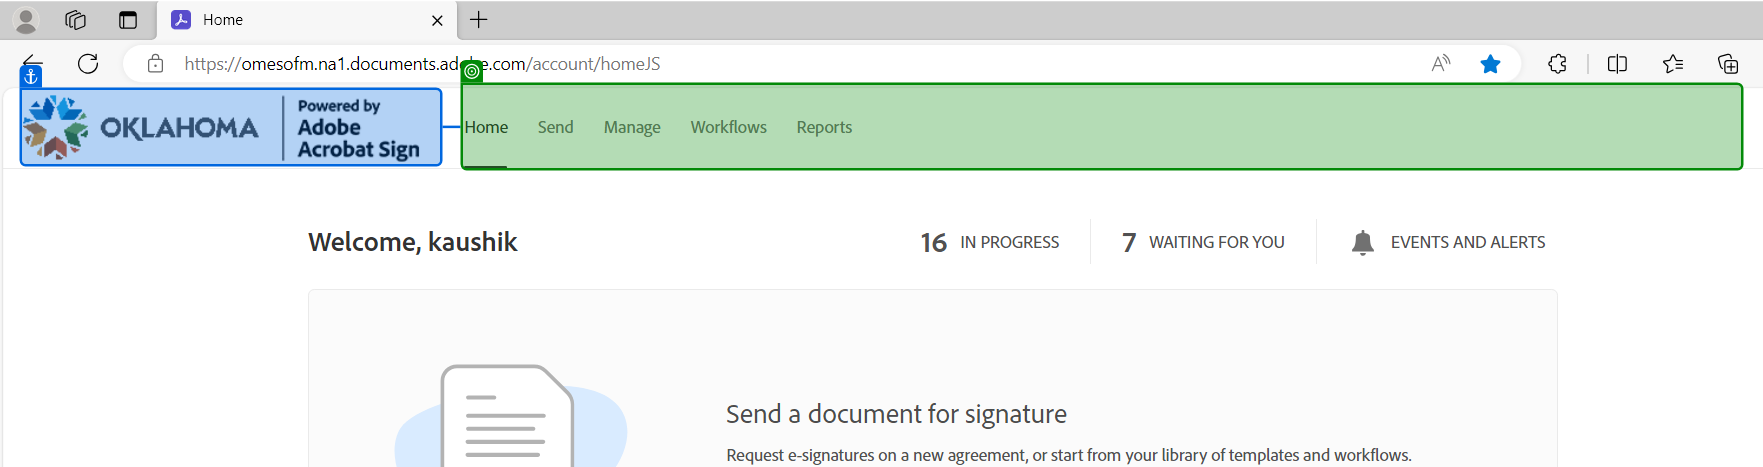 Home
https://omesofm.na1.documents.adobe.com/account/homeJS
OKLAHOMA
Powered by
Adobe
Acrobat Sign
Home Send Manage Workflows Reports
Welcome, kaushik
16 IN PROGRESS 7 WAITING FOR YOU EVENTS AND ALERTS
Send a document for signature
Request e-signatures on a new agreement, or start from your library of templates and workflows.